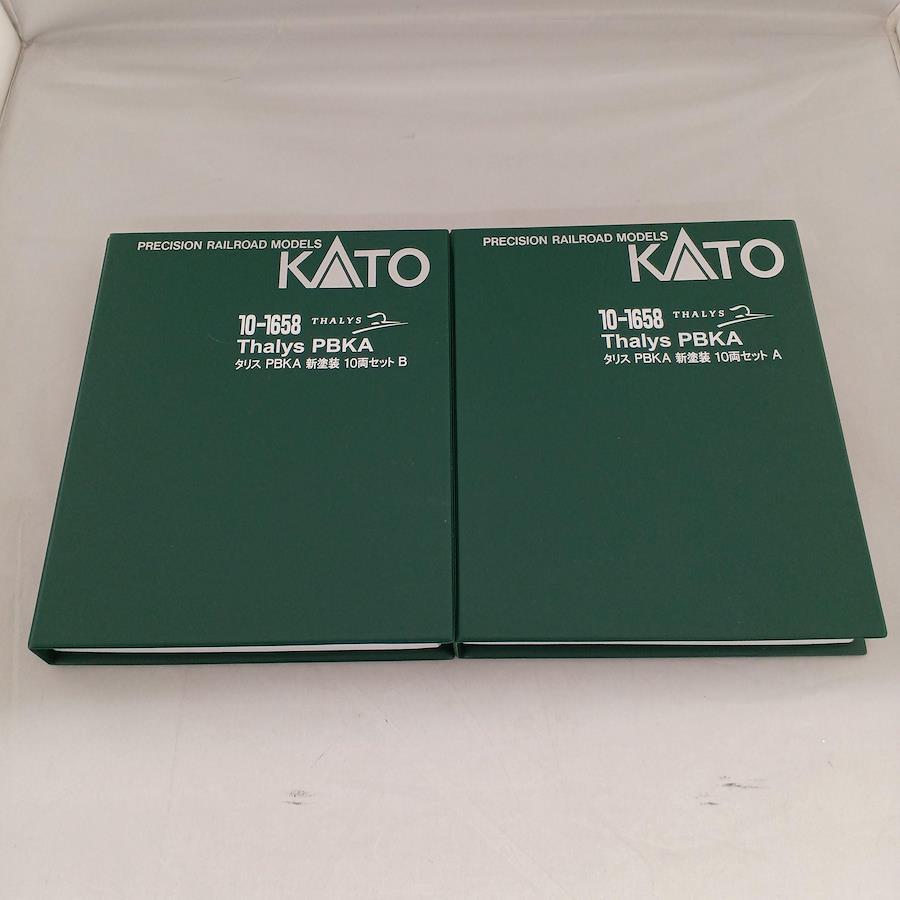 PRECISION RAILROAD MODELS
KATO
10-1658 THALYS
Thalys PBKA
タリス PBKA 新塗装 10両セット B
PRECISION RAILROAD MODELS
KATO
10-1658 THALYS
Thalys PBKA
タリス PBKA 新塗装 10両セット A